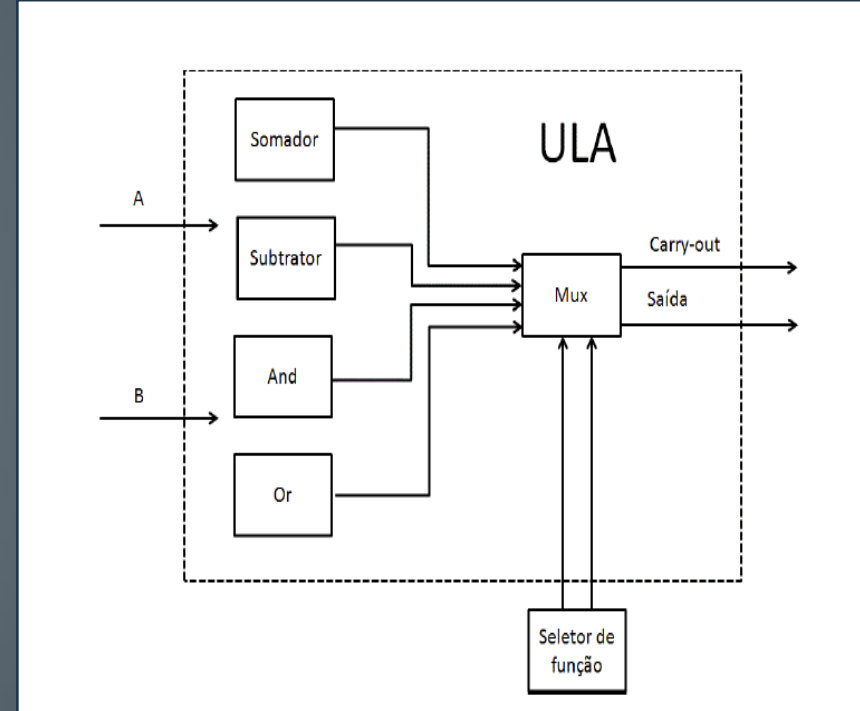 ULA
Somador
A
Subtrator
Carry-out
Mux
Saída
And
B
Or
Seletor de
função